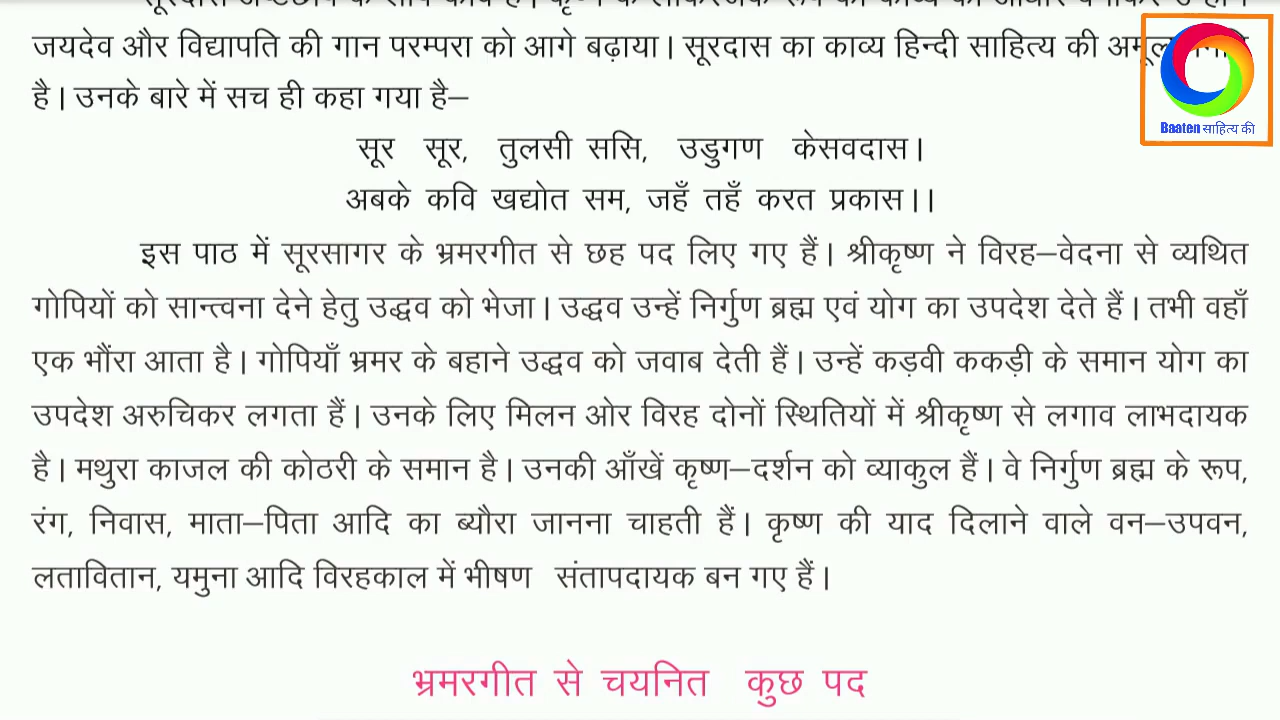 जयदेव और विद्यापति की गान परम्परा को आगे बढ़ाया। सूरदास का काव्य हिन्दी साहित्य की
है। उनके बारे में सच ही कहा गया है–
सूर सूर, तुलसी ससि, उडुगण केसवदास।
अबके कवि खद्योत सम, जहँ तहँ करत प्रकास।।
इस पाठ में सूरसागर के भ्रमरगीत से छह पद लिए गए हैं। श्रीकृष्ण ने विरह–वेदना से व्यथित
गोपियों को सान्त्वना देने हेतु उद्धव को भेजा। उद्धव उन्हें निर्गुण ब्रह्म एवं योग का उपदेश देते हैं। तभी वहाँ
एक भौंरा आता है। गोपियाँ भ्रमर के बहाने उद्धव को जवाब देती हैं। उन्हें कड़वी ककड़ी के समान योग का
उपदेश अरुचिकर लगता हैं। उनके लिए मिलन ओर विरह दोनों स्थितियों में श्रीकृष्ण से लगाव लाभदायक
है। मथुरा काजल की कोठरी के समान है। उनकी आँखें कृष्ण–दर्शन को व्याकुल हैं। वे निर्गुण ब्रह्म के रूप,
रंग, निवास, माता–पिता आदि का ब्यौरा जानना चाहती हैं। कृष्ण की याद दिलाने वाले वन–उपवन,
लतावितान, यमुना आदि विरहकाल में भीषण संतापदायक बन गए हैं।
भ्रमरगीत से चयनित कुछ पद
Baaten साहित्य की